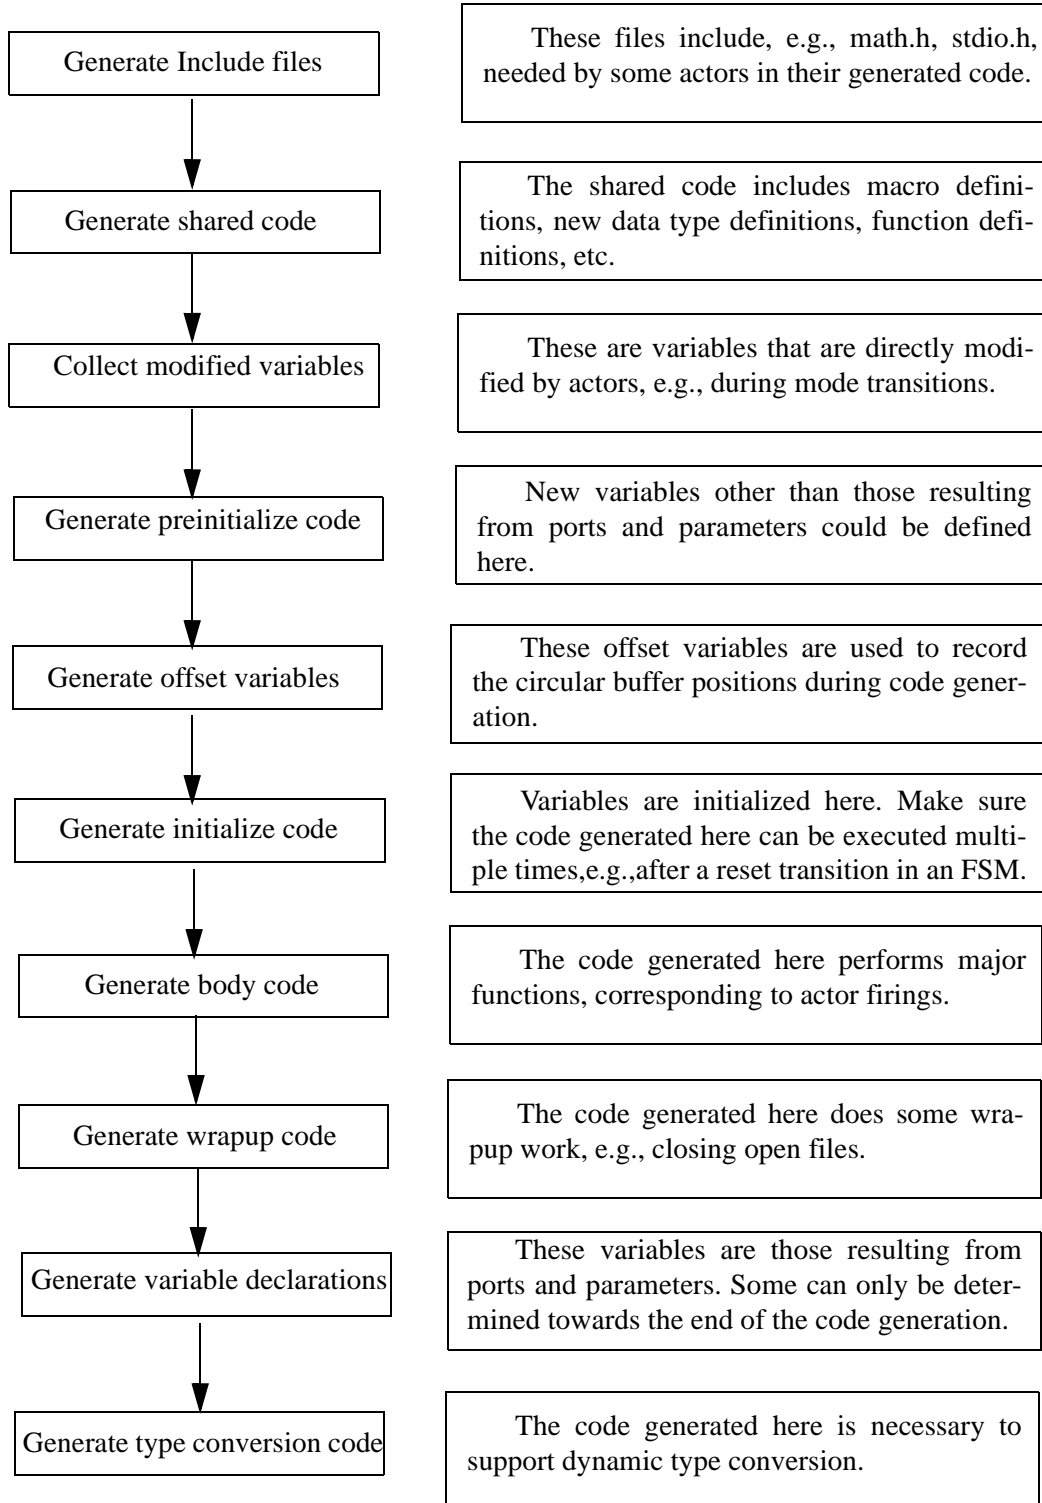 Generate Include files
These files include, e.g., math.h, stdio.h,
needed by some actors in their generated code.
Generate shared code
The shared code includes macro defini-
tions, new data type definitions, function defi-
nitions, etc.
Collect modified variables
These are variables that are directly modi-
fied by actors, e.g., during mode transitions.
Generate preinitialize code
New variables other than those resulting
from ports and parameters could be defined
here.
Generate offset variables
These offset variables are used to record
the circular buffer positions during code gener-
ation.
Generate initialize code
Variables are initialized here. Make sure
the code generated here can be executed multi-
ple times,e.g.,after a reset transition in an FSM.
Generate body code
The code generated here performs major
functions, corresponding to actor firings.
Generate wrapup code
The code generated here does some wra-
pup work, e.g., closing open files.
Generate variable declarations
These variables are those resulting from
ports and parameters. Some can only be deter-
mined towards the end of the code generation.
Generate type conversion code
The code generated here is necessary to
support dynamic type conversion.